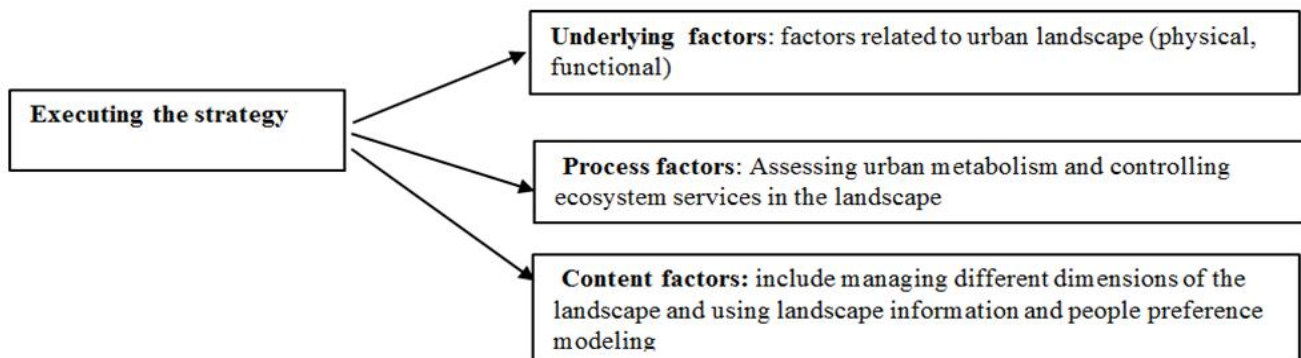 Underlying factors: factors related to urban landscape (physical,
functional)
Executing the strategy
Process factors: Assessing urban metabolism and controlling
ecosystem services in the landscape
Content factors: include managing different dimensions of the
landscape and using landscape information and people preference
modeling